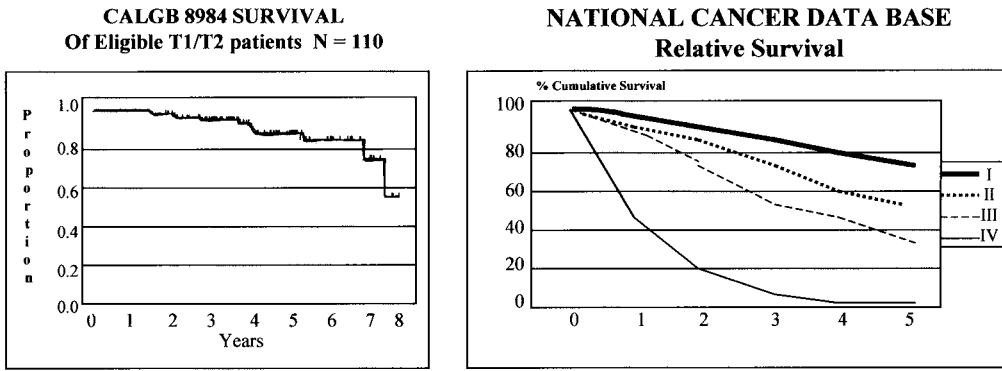 CALGB 8984 SURVIVAL
Of Eligible T1/T2 patients N = 110
Proportion
1.0
0.8
0.6
0.4
0.2
0.0
0 1 2 3 4 5 6 7 8
Years
NATIONAL CANCER DATA BASE
Relative Survival
% Cumulative Survival
100
80
60
40
20
0
0 1 2 3 4 5
I
II
III
IV